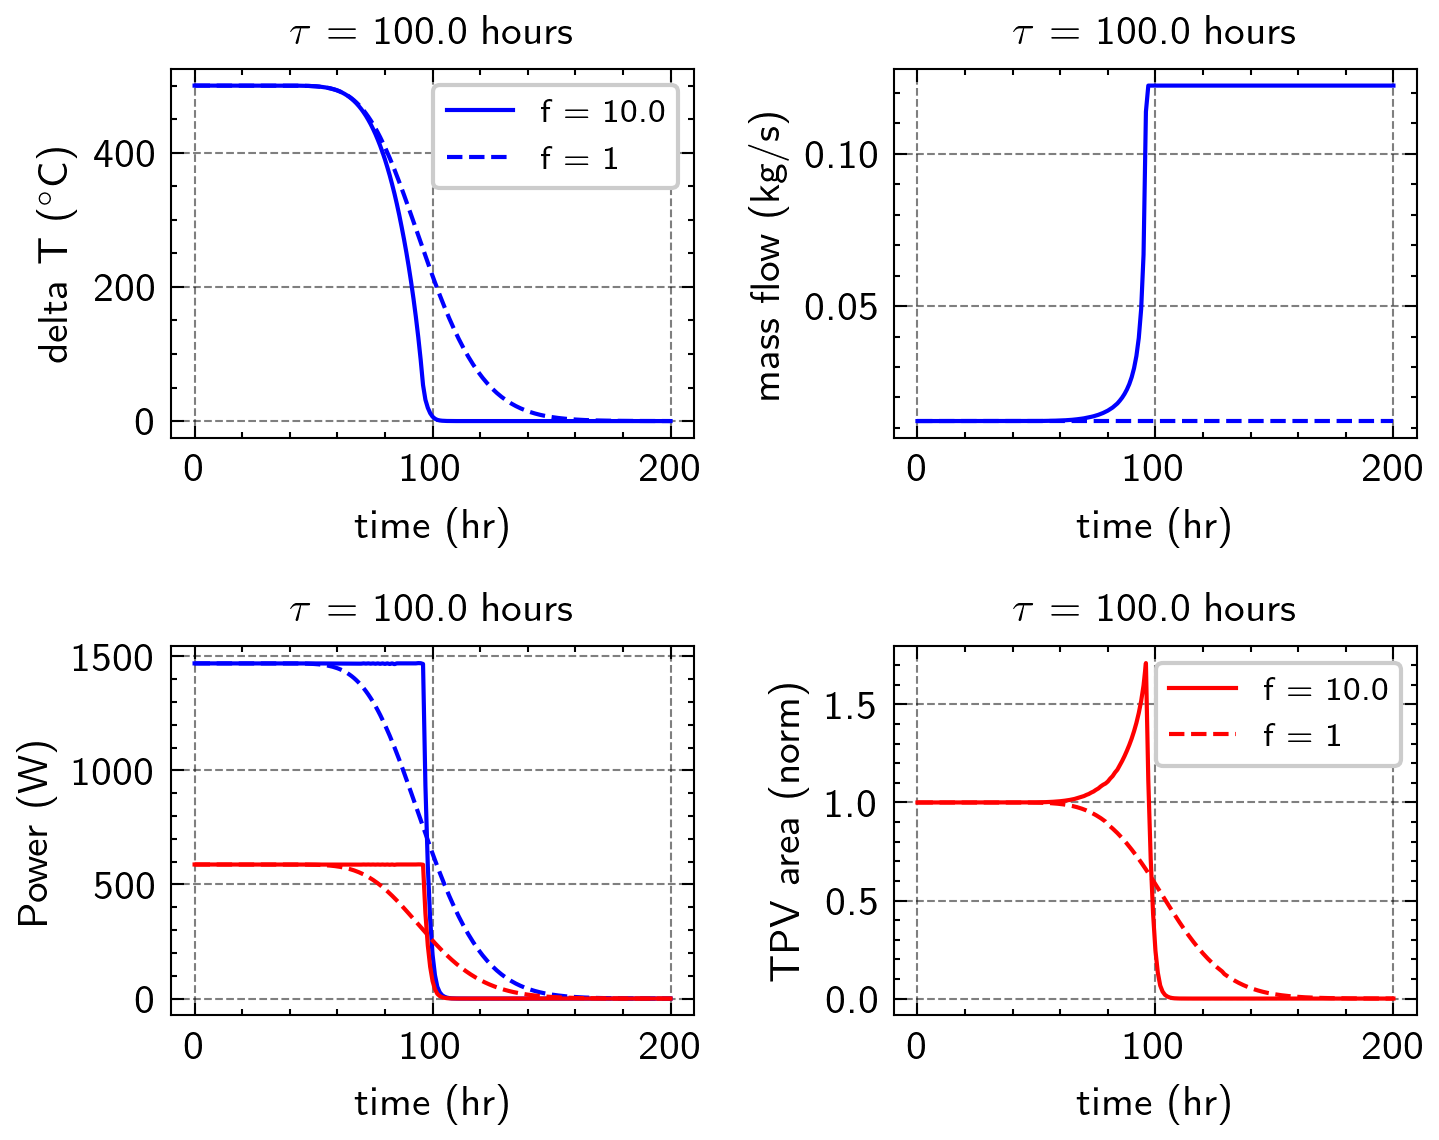 τ = 100.0 hours
delta T (°C)
400
200
0
f = 10.0
f = 1
0
100
200
time (hr)
τ = 100.0 hours
mass flow (kg/s)
0.10
0.05
0
100
200
time (hr)
τ = 100.0 hours
Power (W)
1500
1000
500
0
0
100
200
time (hr)
τ = 100.0 hours
TPV area (norm)
1.5
1.0
0.5
0.0
f = 10.0
f = 1
0
100
200
time (hr)